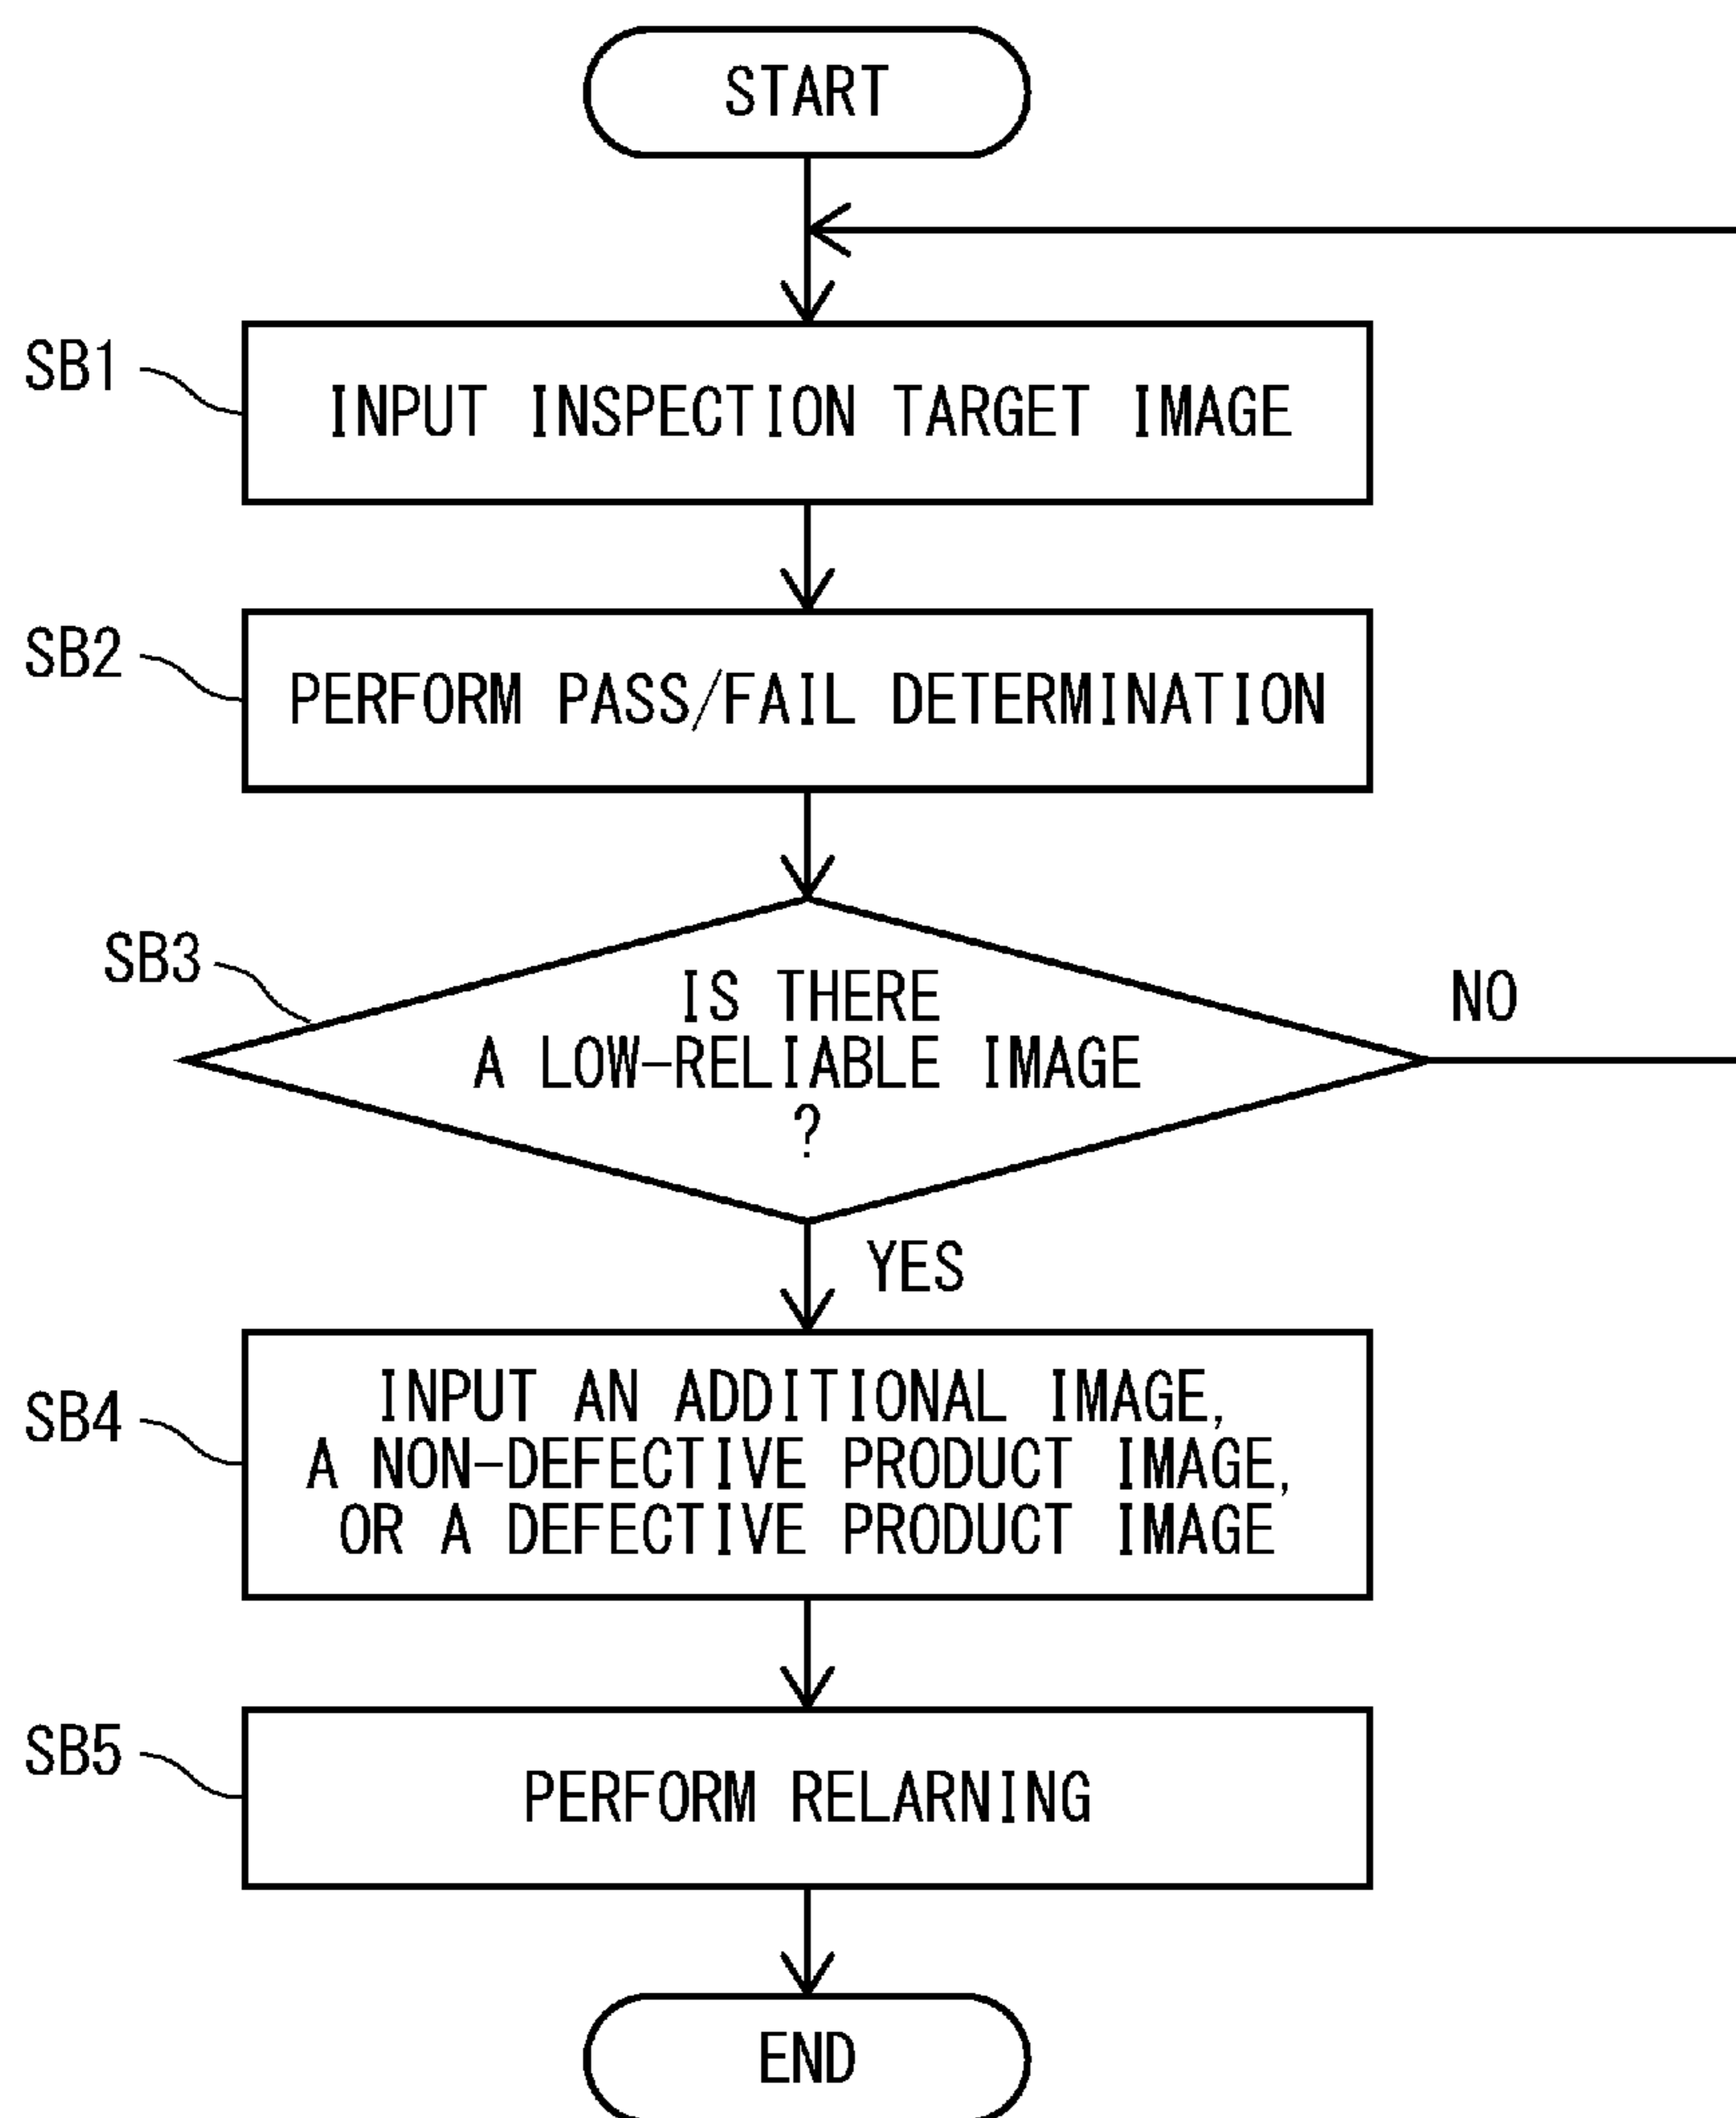 START
SB1
INPUT INSPECTION TARGET IMAGE
SB2
PERFORM PASS/FAIL DETERMINATION
SB3
IS THERE
A LOW-RELIABLE IMAGE
?
NO
YES
SB4
INPUT AN ADDITIONAL IMAGE,
A NON-DEFECTIVE PRODUCT IMAGE,
OR A DEFECTIVE PRODUCT IMAGE
SB5
PERFORM RELARNING
END